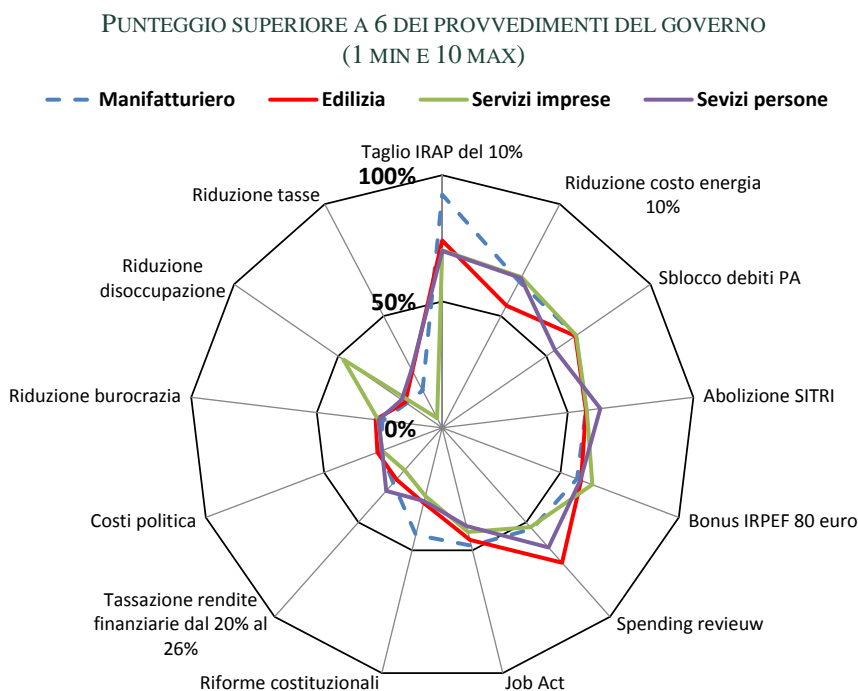 PUNTEGGIO SUPERIORE A 6 DEI PROVVEDIMENTI DEL GOVERNO
(1 MIN E 10 MAX)
Manifatturiero Edilizia Servizi imprese Sevizi persone
Taglio IRAP del 10%
100%
Riduzione costo energia
10%
Riduzione tasse
Sblocco debiti PA
Riduzione
disoccupazione
50%
Abolizione SITRI
Riduzione burocrazia
0%
Bonus IRPEF 80 euro
Costi politica
Spending revieuw
Tassazione rendite
finanziarie dal 20% al
26%
Job Act
Riforme costituzionali